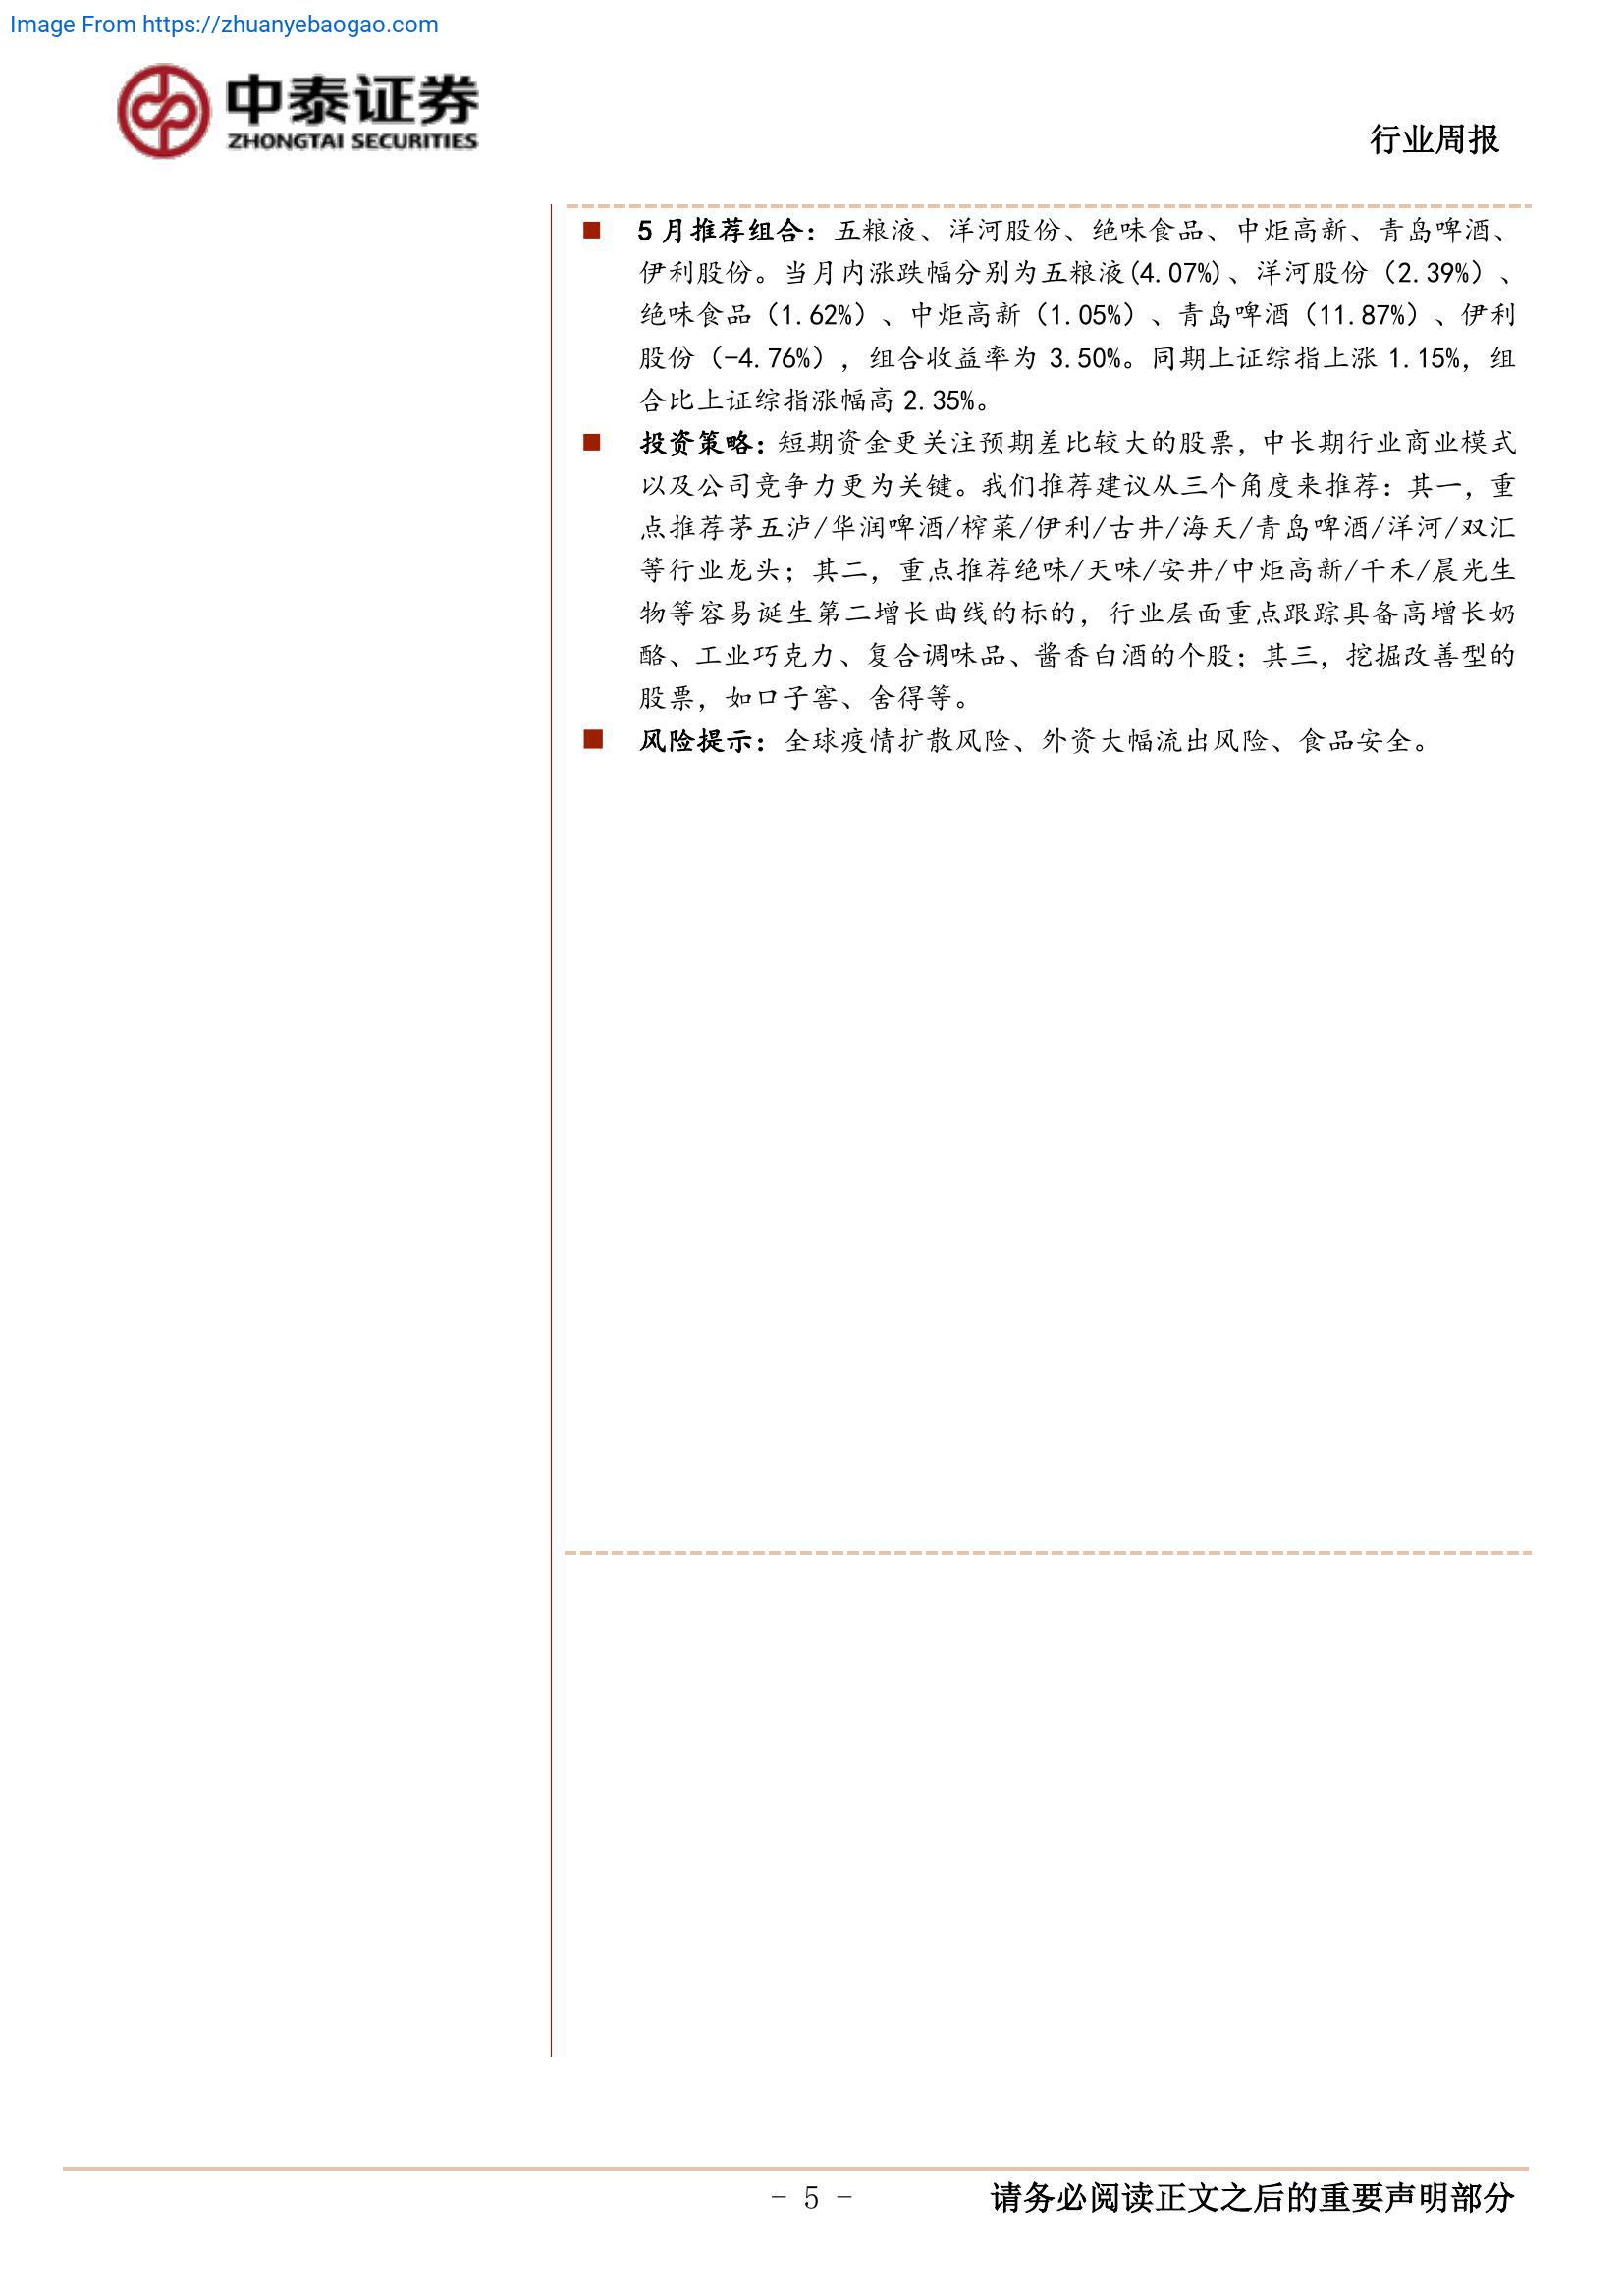 Image From https://zhuanyebaogao.com
中泰证券
ZHONGTAI SECURITIES
行业周报
■ 5 月推荐组合：五粮液、洋河股份、绝味食品、中炬高新、青岛啤酒、
伊利股份。当月内涨跌幅分别为五粮液(4.07%)、洋河股份（2.39%）、
绝味食品（1.62%）、中炬高新（1.05%）、青岛啤酒（11.87%）、伊利
股份（-4.76%），组合收益率为 3.50%。同期上证综指上涨 1.15%，组
合比上证综指涨幅高 2.35%。
■ 投资策略：短期资金更关注预期差比较大的股票，中长期行业商业模式
以及公司竞争力更为关键。我们推荐建议从三个角度来推荐：其一，重
点推荐茅五泸/华润啤酒/榨菜/伊利/古井/海天/青岛啤酒/洋河/双汇
等行业龙头；其二，重点推荐绝味/天味/安井/中炬高新/千禾/晨光生
物等容易诞生第二增长曲线的标的，行业层面重点跟踪具备高增长奶
酪、工业巧克力、复合调味品、酱香白酒的个股；其三，挖掘改善型的
股票，如口子窖、舍得等。
■ 风险提示：全球疫情扩散风险、外资大幅流出风险、食品安全。
- 5 -
请务必阅读正文之后的重要声明部分